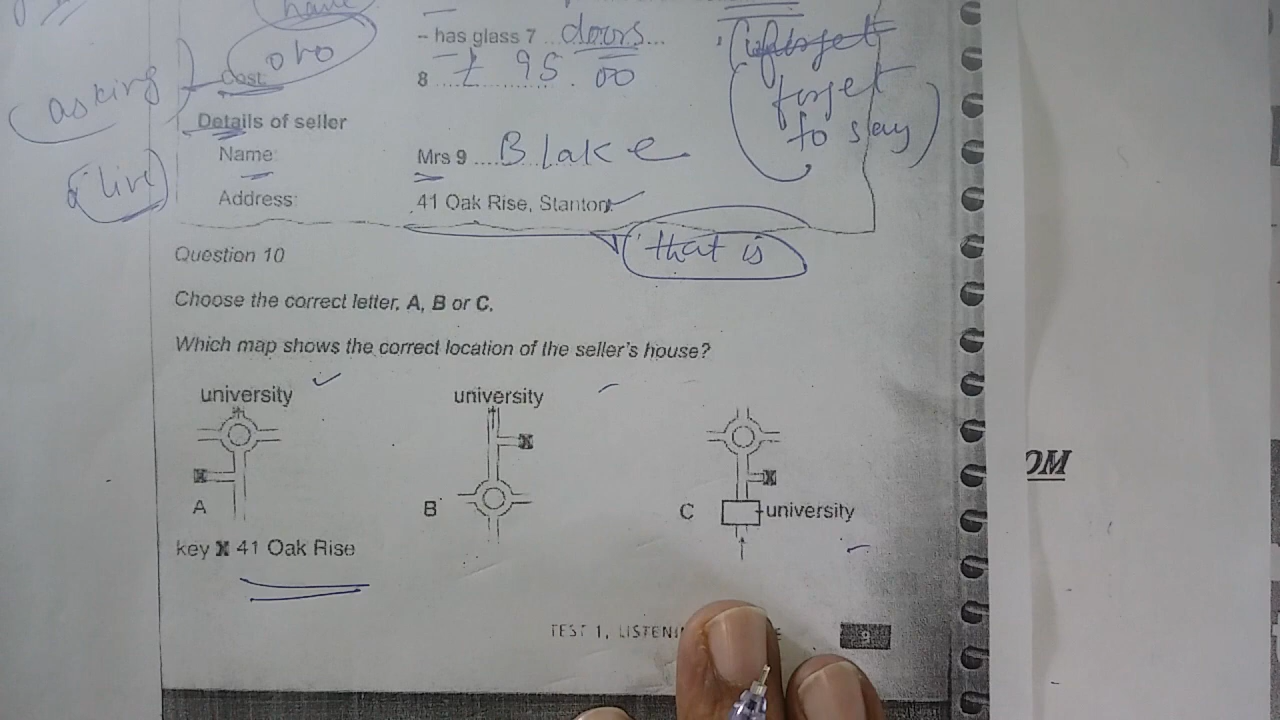 have
– has glass 7 doors
oro
Cost: 8 £ 95.00
asking
forget
to say
Details of seller
Name: Mrs 9 Blake
live
Address: 41 Oak Rise, Stanton
that is
Question 10
Choose the correct letter, A, B or C.
Which map shows the correct location of the seller's house?
university university
A B C university
key X 41 Oak Rise
OM
TEST 1, LISTENI E 9